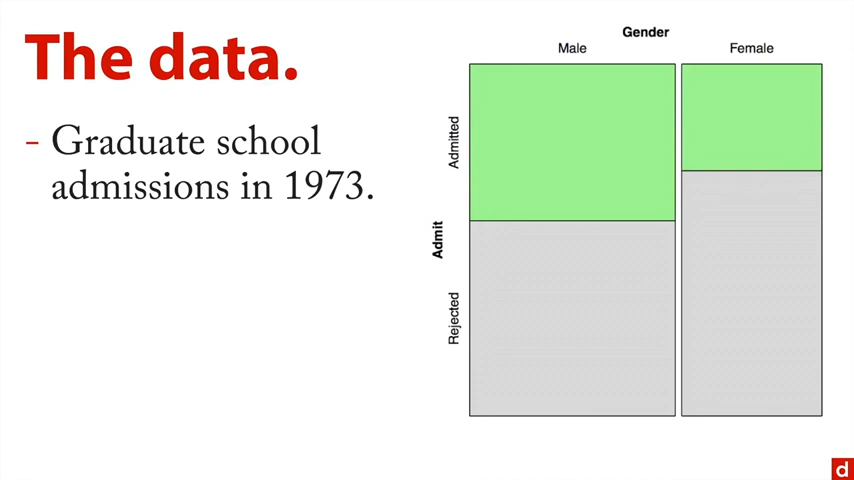 The data.
- Graduate school
admissions in 1973.
Gender
Male Female
Admitted
Admit
Rejected
d